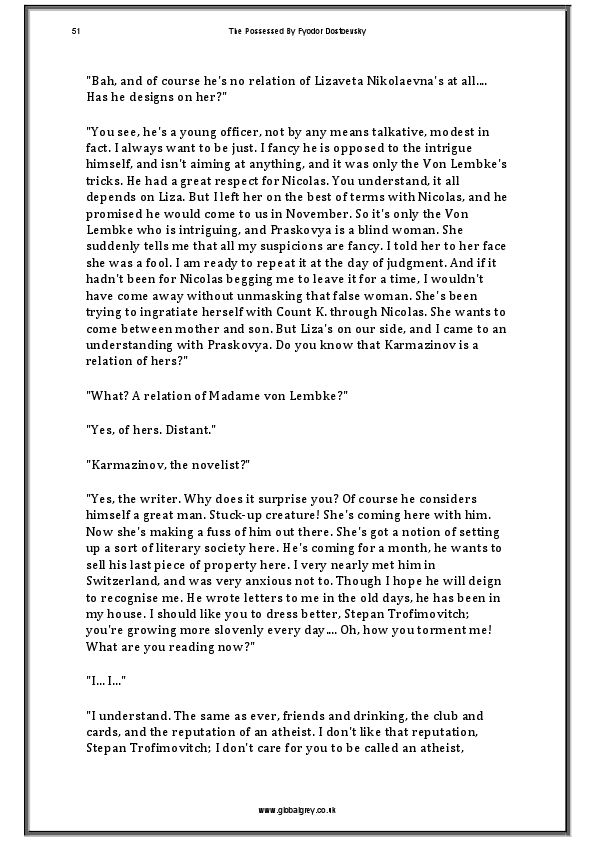 51
The Possessed By Fyodor Dostoevsky
"Bah, and of course he's no relation of Lizaveta Nikolaevna's at all....
Has he designs on her?"
"You see, he's a young officer, not by any means talkative, modest in
fact. I always want to be just. I fancy he is opposed to the intrigue
himself, and isn't aiming at anything, and it was only the Von Lembke's
tricks. He had a great respect for Nicolas. You understand, it all
depends on Liza. But I left her on the best of terms with Nicolas, and he
promised he would come to us in November. So it's only the Von
Lembke who is intriguing, and Praskovya is a blind woman. She
suddenly tells me that all my suspicions are fancy. I told her to her face
she was a fool. I am ready to repeat it at the day of judgment. And if it
hadn't been for Nicolas begging me to leave it for a time, I wouldn't
have come away without unmasking that false woman. She's been
trying to ingratiate herself with Count K. through Nicolas. She wants to
come between mother and son. But Liza's on our side, and I came to an
understanding with Praskovya. Do you know that Karmazinov is a
relation of hers?"
"What? A relation of Madame von Lembke?"
"Yes, of hers. Distant."
"Karmazinov, the novelist?"
"Yes, the writer. Why does it surprise you? Of course he considers
himself a great man. Stuck-up creature! She's coming here with him.
Now she's making a fuss of him out there. She's got a notion of setting
up a sort of literary society here. He's coming for a month, he wants to
sell his last piece of property here. I very nearly met him in
Switzerland, and was very anxious not to. Though I hope he will deign
to recognise me. He wrote letters to me in the old days, he has been in
my house. I should like you to dress better, Stepan Trofimovitch;
you're growing more slovenly every day.... Oh, how you torment me!
What are you reading now?"
"I... I..."
"I understand. The same as ever, friends and drinking, the club and
cards, and the reputation of an atheist. I don't like that reputation,
Stepan Trofimovitch; I don't care for you to be called an atheist,
www.globalgrey.co.uk